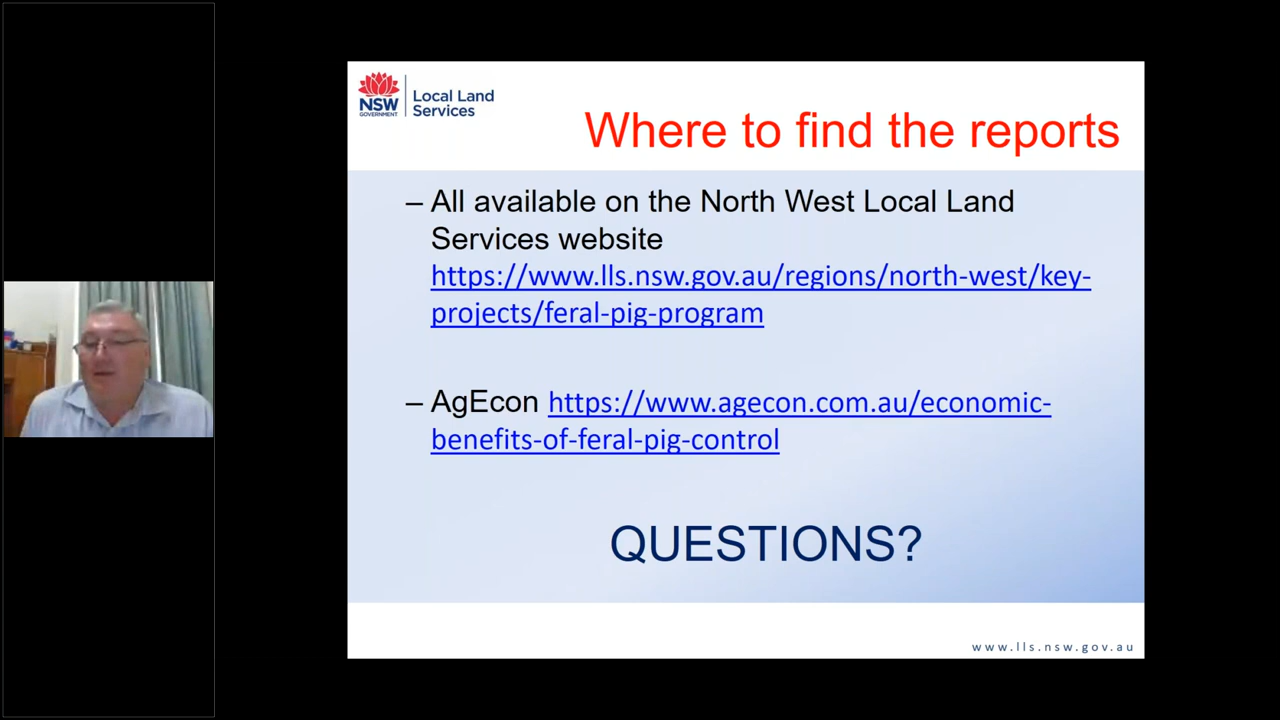 NSW
GOVERNMENT
Local Land
Services
Where to find the reports
– All available on the North West Local Land
Services website
https://www.lls.nsw.gov.au/regions/north-west/key-
projects/feral-pig-program
– AgEcon https://www.agecon.com.au/economic-
benefits-of-feral-pig-control
QUESTIONS?
www.lls.nsw.gov.au